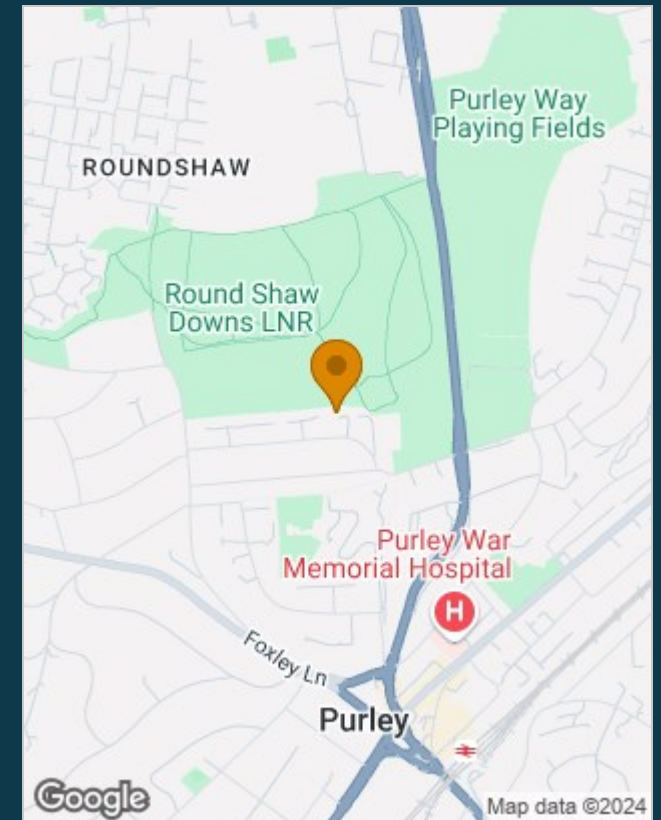 Purley Way
Playing Fields
ROUNDSHAW
Round Shaw
Downs LNR
Purley War
Memorial Hospital
H
Foxley Ln
Purley
Google
Map data ©2024